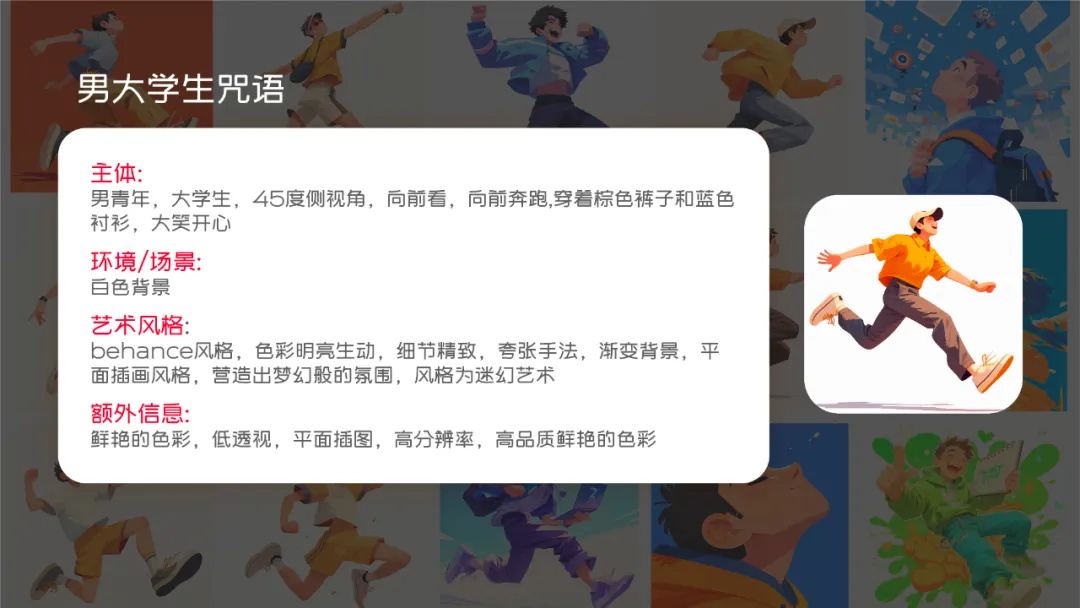 男大学生咒语
主体:
男青年，大学生，45度侧视角，向前看，向前奔跑,穿着棕色裤子和蓝色
衬衫，大笑开心
环境/场景:
白色背景
艺术风格:
behance风格，色彩明亮生动，细节精致，夸张手法，渐变背景，平
面插画风格，营造出梦幻般的氛围，风格为迷幻艺术
额外信息:
鲜艳的色彩，低透视，平面插图，高分辨率，高品质鲜艳的色彩